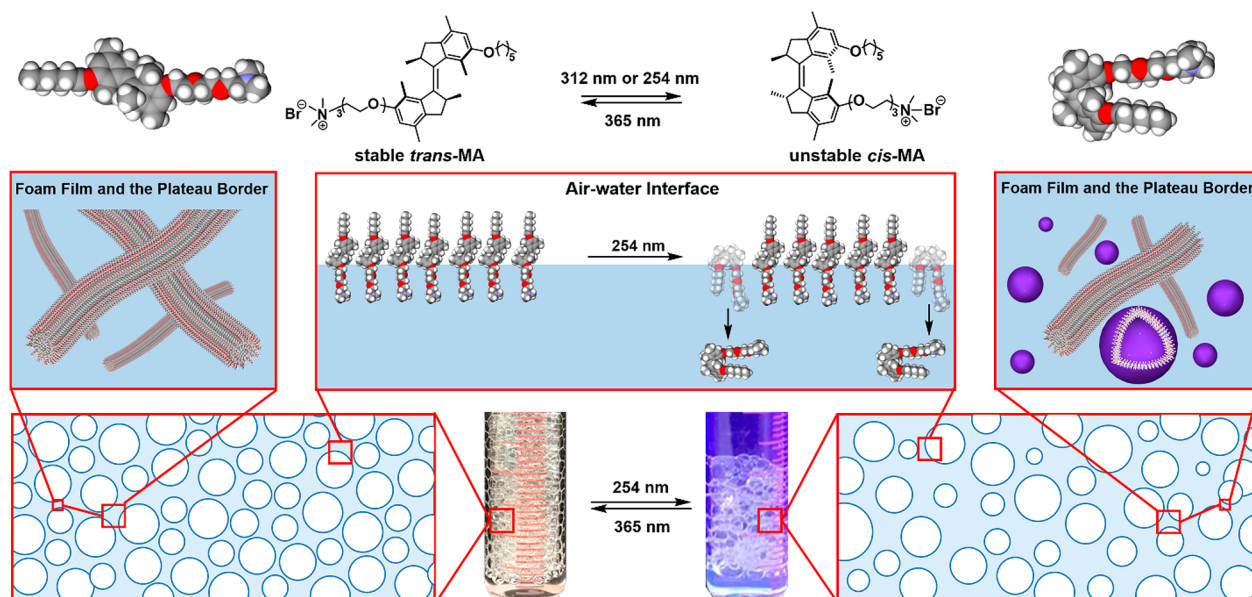 O
( )5
Br⁻
N
+
3
O
stable trans-MA
312 nm or 254 nm
365 nm
O
( )5
O
3
N
+
Br⁻
unstable cis-MA
Foam Film and the Plateau Border
Air-water Interface
254 nm
Foam Film and the Plateau Border
254 nm
365 nm